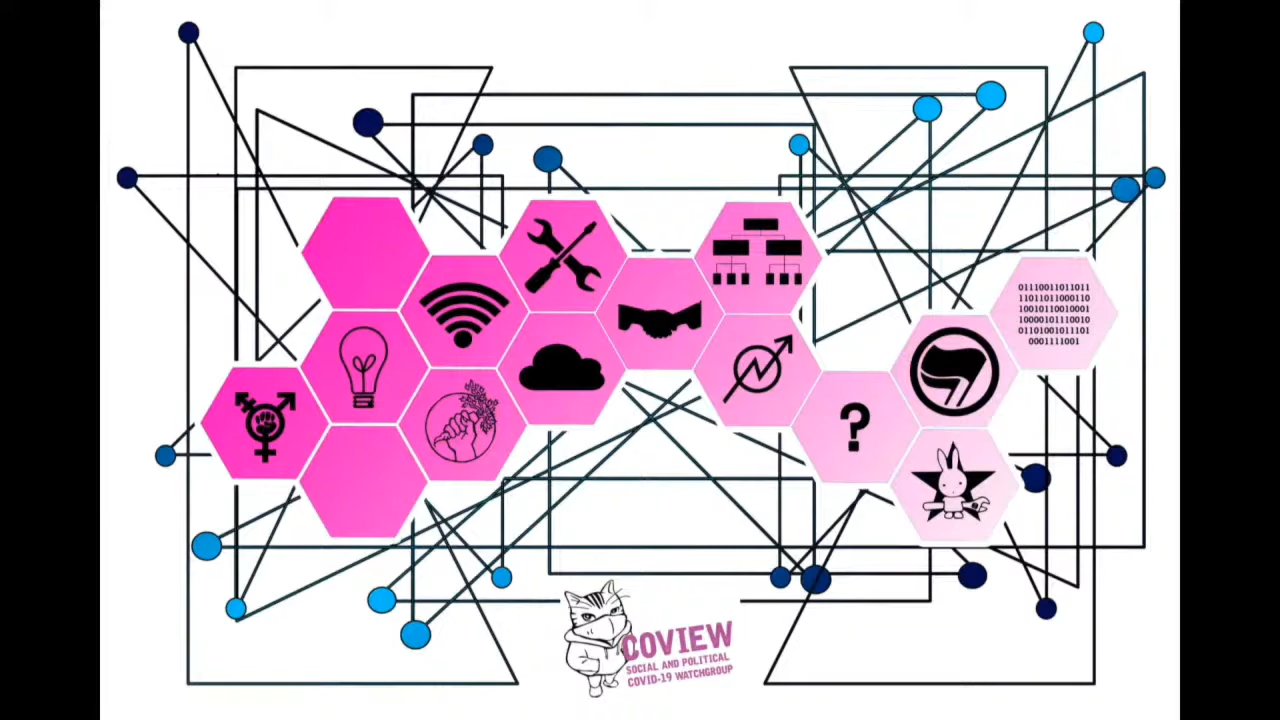 01110011011011
11011011000110
10010110010001
10000101110010
01101001011101
0001111001
?
COVIEW
SOCIAL AND POLITICAL
COVID-19 WATCHGROUP